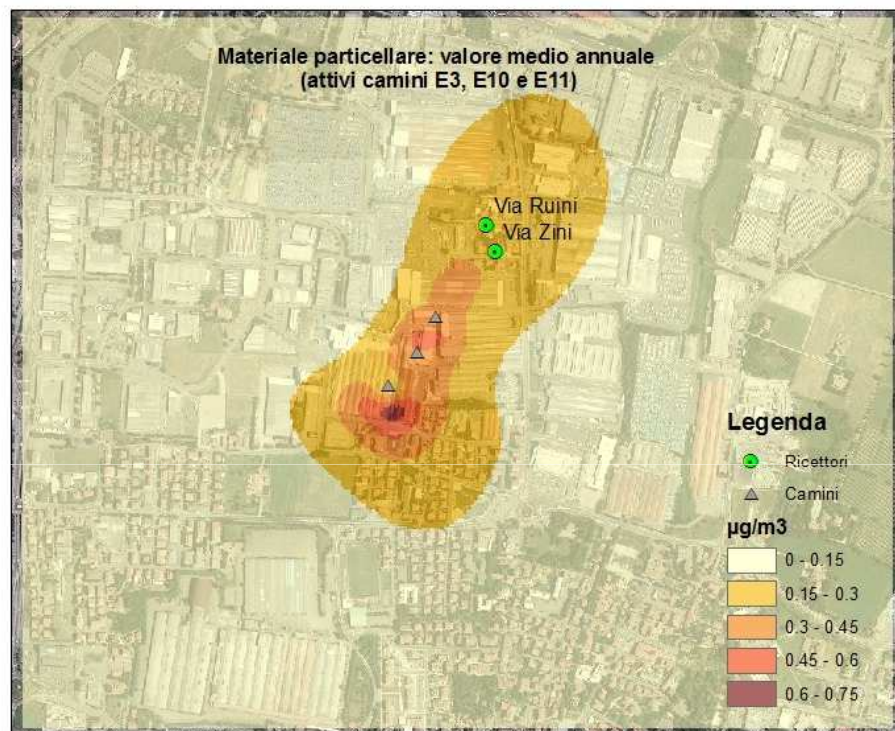 Materiale particellare: valore medio annuale
(attivi camini E3, E10 e E11)
Via Ruini
Via Zini
Legenda
Ricettori
Camini
µg/m3
0 - 0.15
0.15 - 0.3
0.3 - 0.45
0.45 - 0.6
0.6 - 0.75